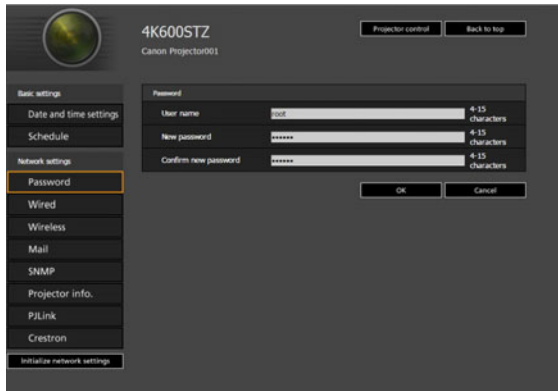 4K600STZ
Canon Projector001
Projector control
Back to top
Basic settings
Date and time settings
Schedule
Network settings
Password
Wired
Wireless
Mail
SNMP
Projector info.
PJLink
Crestron
Initialize network settings
Password
User name
root
4-15
characters
New password
••••••
4-15
characters
Confirm new password
••••••
4-15
characters
OK
Cancel